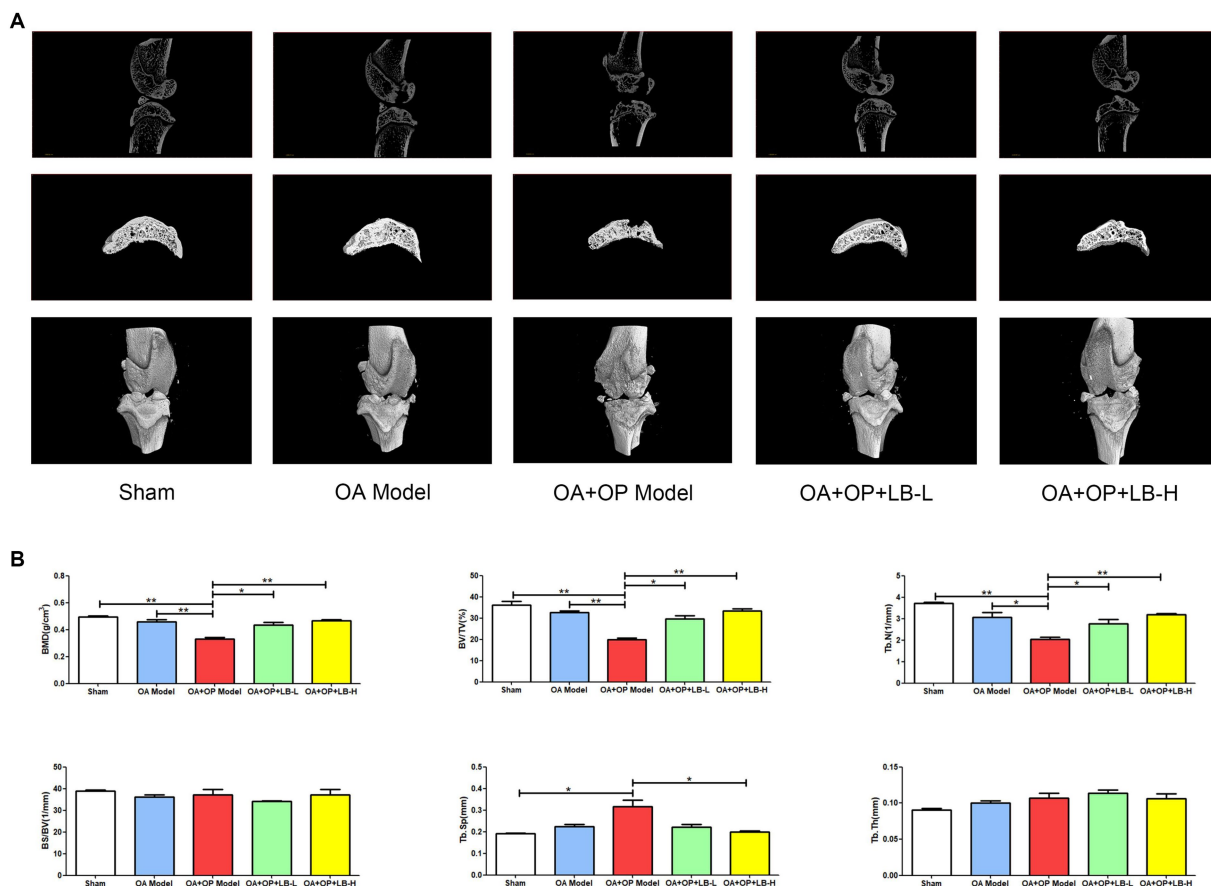 A
Sham
OA Model
OA+OP Model
OA+OP+LB-L
OA+OP+LB-H
B
BMD(g/cm³)
0.8
0.6
0.4
0.2
0.0
**
**
*
**
Sham
OA Model
OA+OP Model
OA+OP+LB-L
OA+OP+LB-H
BV/TV(%)
50
40
30
20
10
0
**
**
*
**
Sham
OA Model
OA+OP Model
OA+OP+LB-L
OA+OP+LB-H
Tb.N(1/mm)
5
4
3
2
1
0
**
*
*
**
Sham
OA Model
OA+OP Model
OA+OP+LB-L
OA+OP+LB-H
BS/BV(1/mm)
50
40
30
20
10
0
Sham
OA Model
OA+OP Model
OA+OP+LB-L
OA+OP+LB-H
Tb.Sp(mm)
0.5
0.4
0.3
0.2
0.1
0.0
*
*
Sham
OA Model
OA+OP Model
OA+OP+LB-L
OA+OP+LB-H
Tb.Th(mm)
0.15
0.10
0.05
0.00
Sham
OA Model
OA+OP Model
OA+OP+LB-L
OA+OP+LB-H